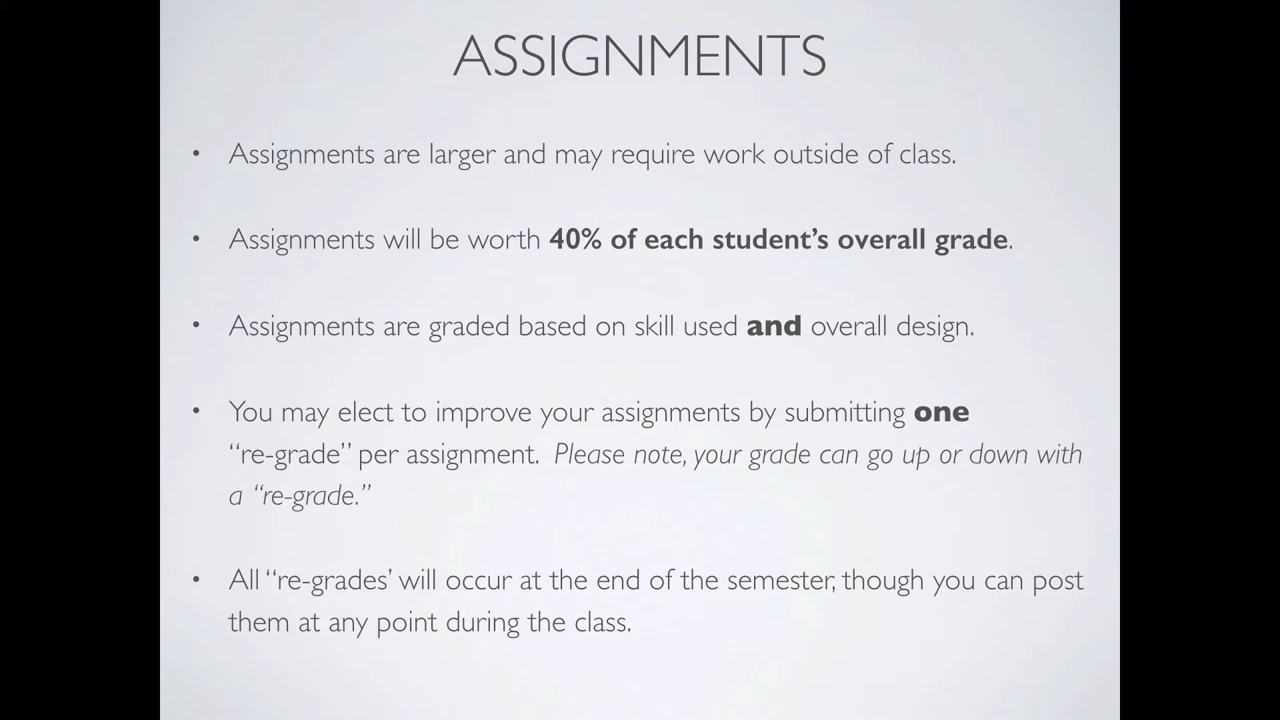 ASSIGNMENTS
• Assignments are larger and may require work outside of class.
• Assignments will be worth 40% of each student’s overall grade.
• Assignments are graded based on skill used and overall design.
• You may elect to improve your assignments by submitting one
“re-grade” per assignment. Please note, your grade can go up or down with
a “re-grade.”
• All “re-grades’ will occur at the end of the semester, though you can post
them at any point during the class.